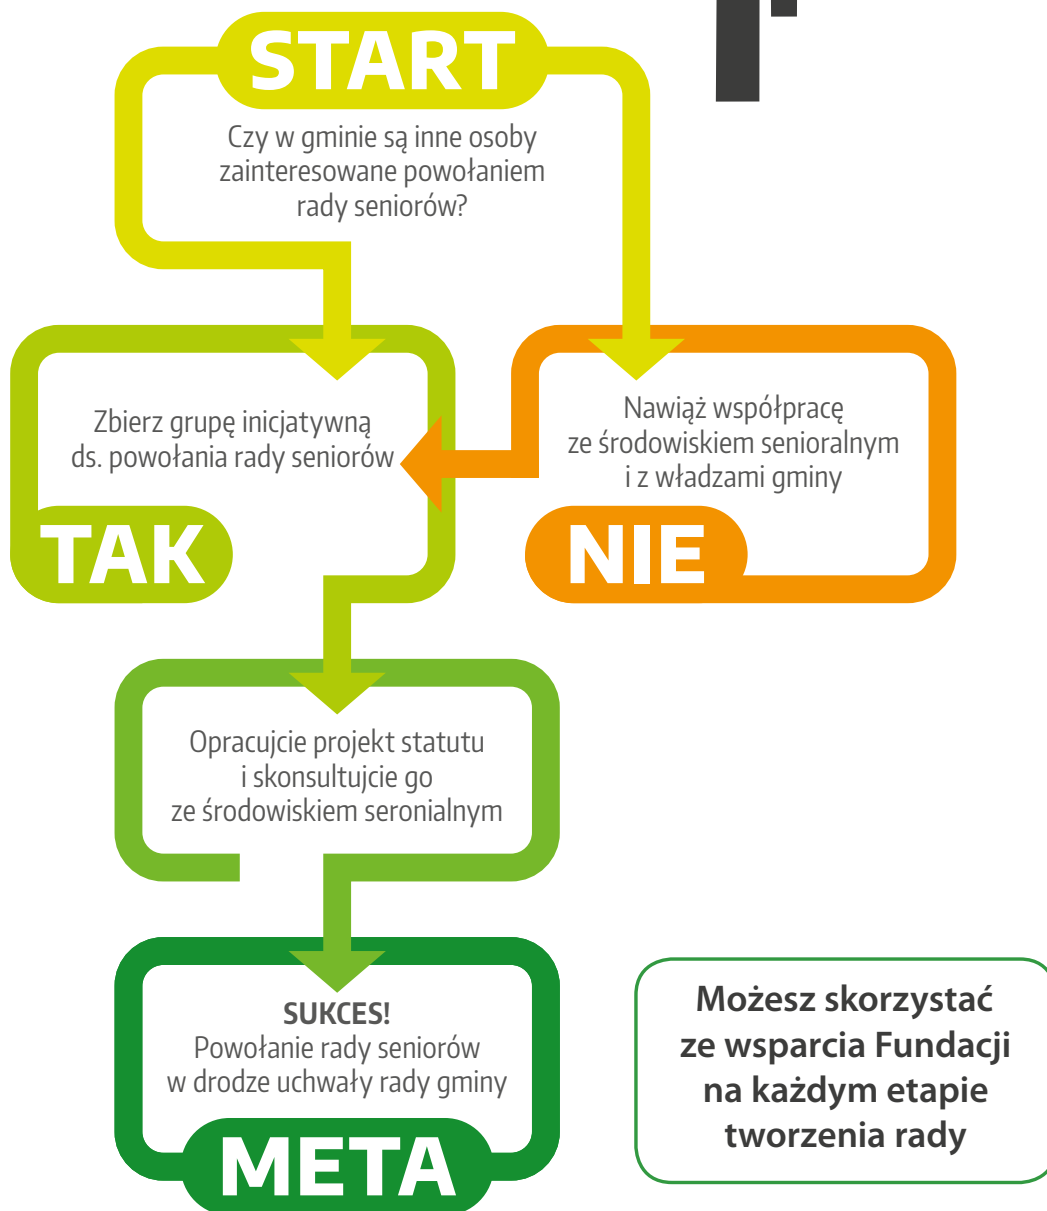 START
Czy w gminie są inne osoby
zainteresowane powołaniem
rady seniorów?
Zbierz grupę inicjatywną
ds. powołania rady seniorów
TAK
Nawiąż współpracę
ze środowiskiem senioralnym
i z władzami gminy
NIE
Opracujcie projekt statutu
i skonsultujcie go
ze środowiskiem seronialnym
SUKCES!
Powołanie rady seniorów
w drodze uchwały rady gminy
META
Możesz skorzystać
ze wsparcia Fundacji
na każdym etapie
tworzenia rady